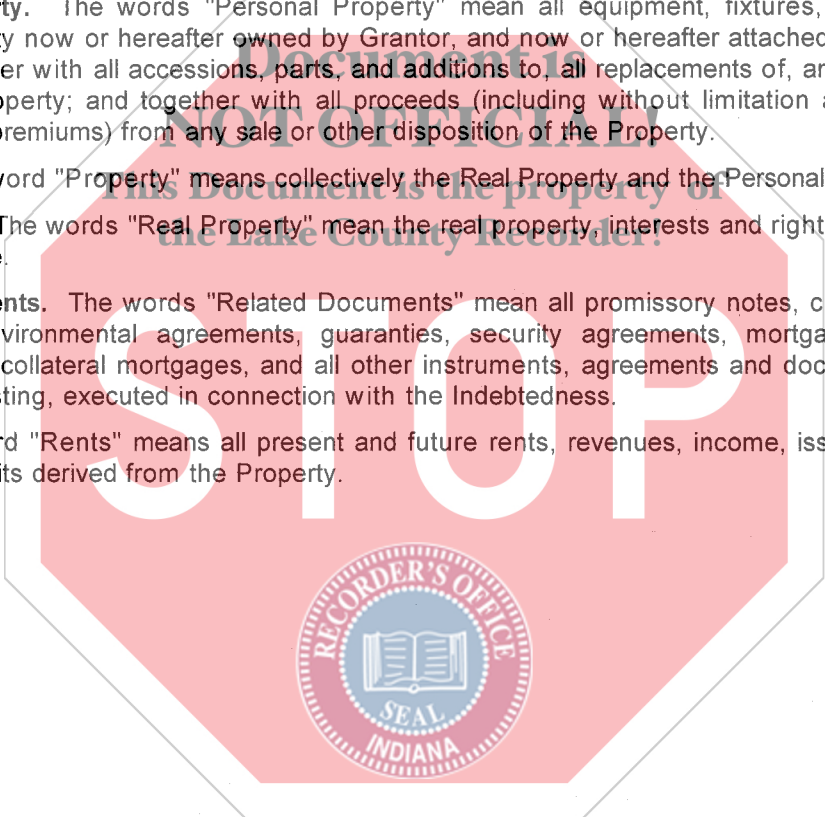 ty. The words "Personal Property" mean all equipment, fixtures,
y now or hereafter owned by Grantor, and now or hereafter attached
er with all accessions, parts, and additions to, all replacements of, an
operty; and together with all proceeds (including without limitation a
premiums) from any sale or other disposition of the Property.
word "Property" means collectively the Real Property and the Personal
The words "Real Property" mean the real property, interests and right
e.
ents. The words "Related Documents" mean all promissory notes, c
vironmental agreements, guaranties, security agreements, mortga
collateral mortgages, and all other instruments, agreements and doc
sting, executed in connection with the Indebtedness.
rd "Rents" means all present and future rents, revenues, income, iss
its derived from the Property.
Document is
NOT OFFICIAL!
This Document is the property of
the Lake County Recorder!
STOP
RECORDER'S OFFICE
SEAL
INDIANA